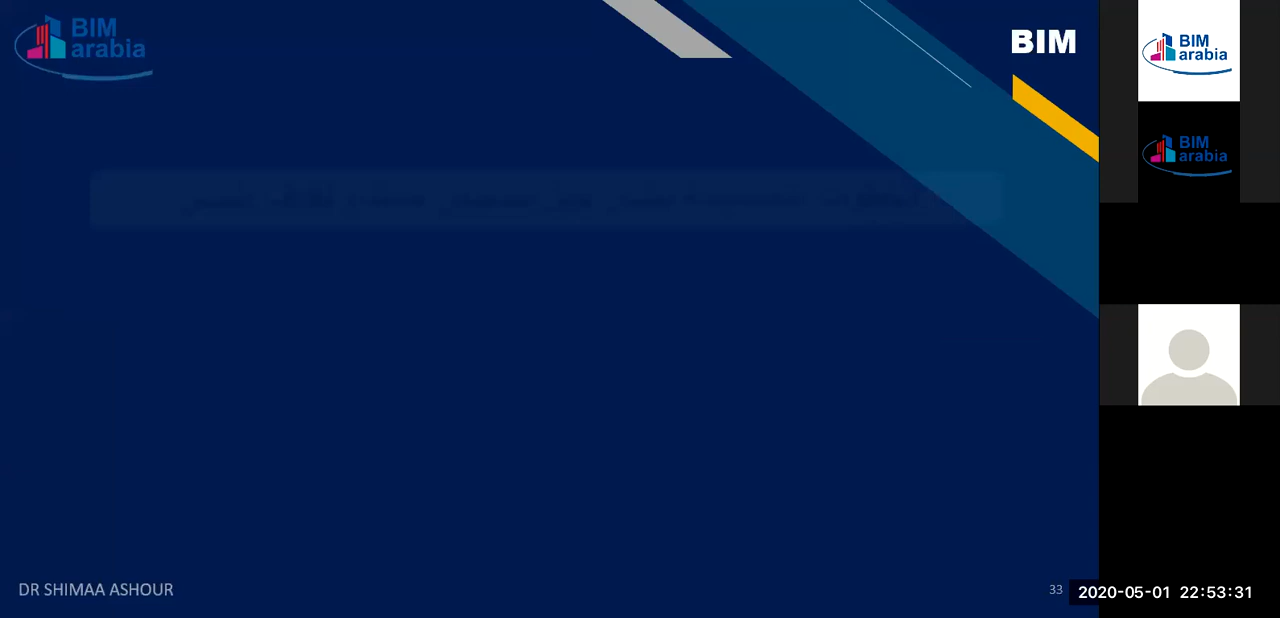 BIM
arabia
BIM
BIM
arabia
BIM
arabia
DR SHIMAA ASHOUR
33
2020-05-01 22:53:31